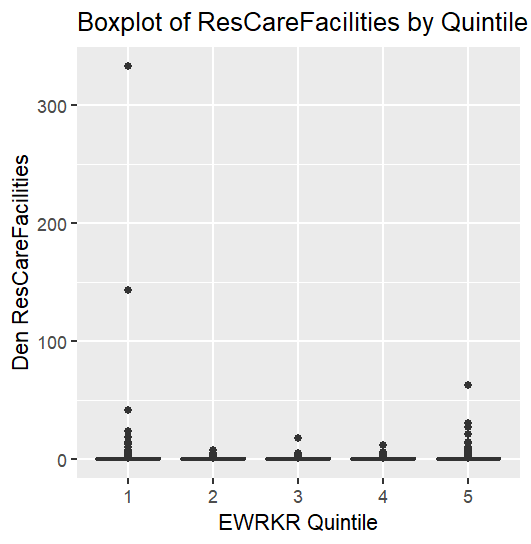 Boxplot of ResCareFacilities by Quintile
Den ResCareFacilities
300
200
100
0
1 2 3 4 5
EWRKR Quintile